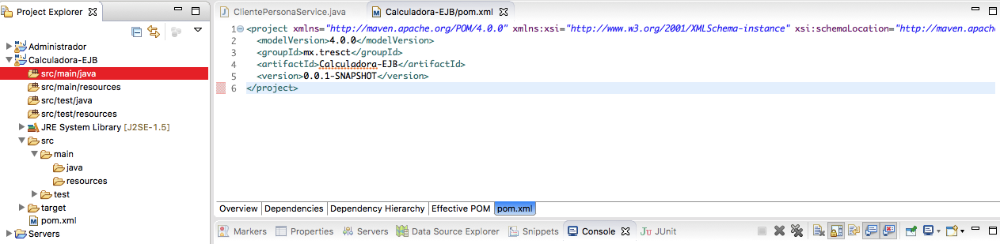 Project Explorer
Administrador
Calculadora-EJB
src/main/java
src/main/resources
src/test/java
src/test/resources
JRE System Library [J2SE-1.5]
src
main
java
resources
test
target
pom.xml
Servers
ClientePersonaService.java
Calculadora-EJB/pom.xml
1 <project xmlns="http://maven.apache.org/POM/4.0.0" xmlns:xsi="http://www.w3.org/2001/XMLSchema-instance" xsi:schemaLocation="http://maven.apache
2 <modelVersion>4.0.0</modelVersion>
3 <groupId>mx.tresct</groupId>
4 <artifactId>Calculadora-EJB</artifactId>
5 <version>0.0.1-SNAPSHOT</version>
6 </project>
Overview Dependencies Dependency Hierarchy Effective POM pom.xml
Markers Properties Servers Data Source Explorer Snippets Console JUnit